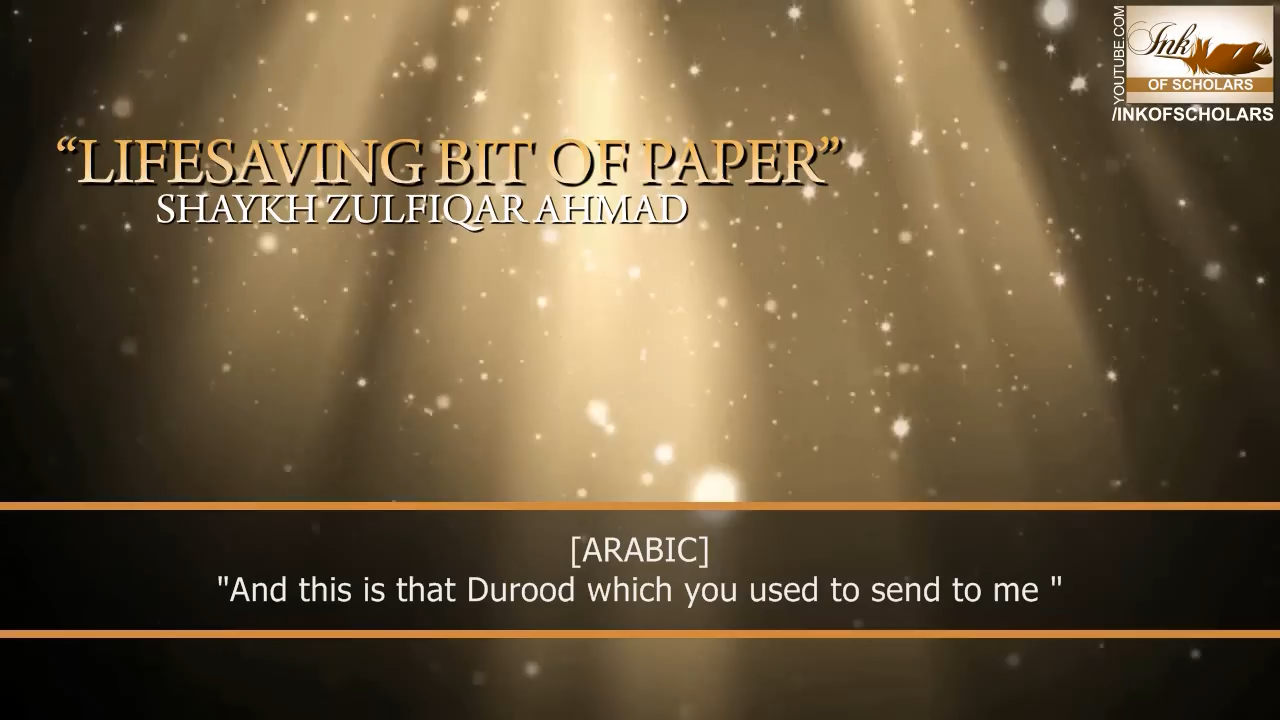 YOUTUBE.COM
Ink
OF SCHOLARS
/INKOFSCHOLARS
“LIFESAVING BIT OF PAPER”
SHAYKH ZULFIQAR AHMAD
[ARABIC]
"And this is that Durood which you used to send to me "